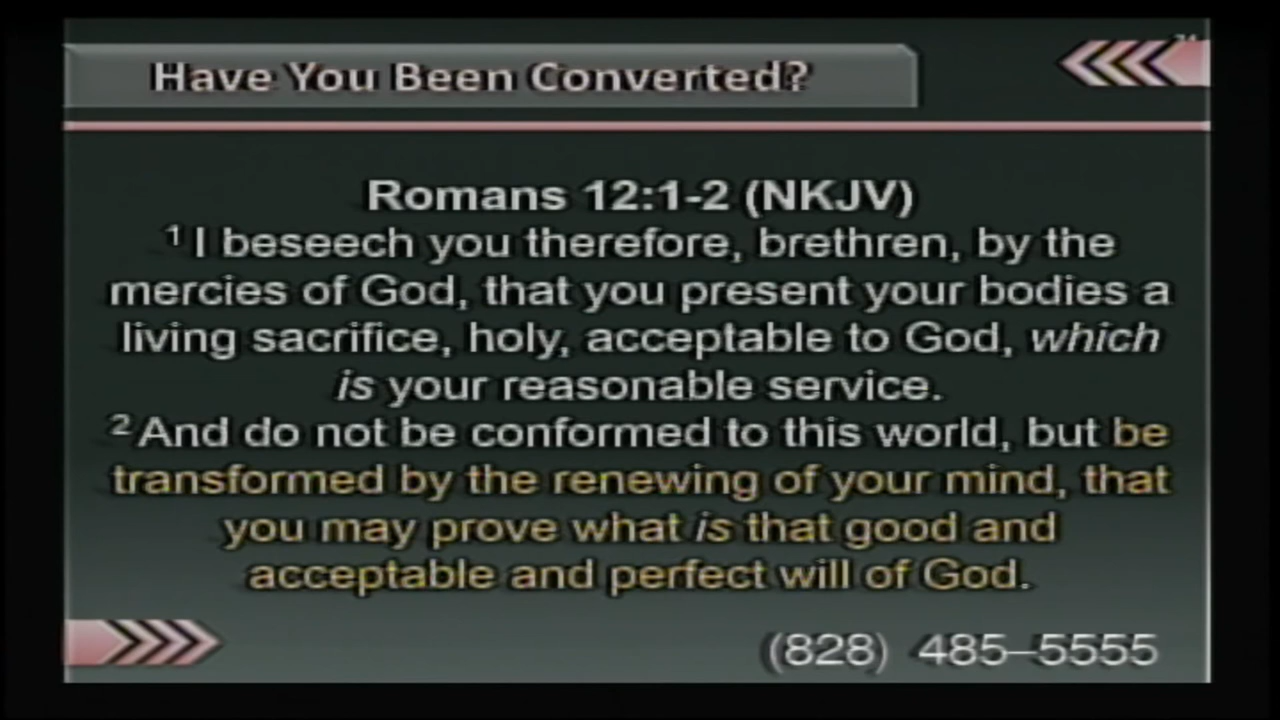 Have You Been Converted?
Romans 12:1-2 (NKJV)
1 I beseech you therefore, brethren, by the
mercies of God, that you present your bodies a
living sacrifice, holy, acceptable to God, which
is your reasonable service.
2 And do not be conformed to this world, but be
transformed by the renewing of your mind, that
you may prove what is that good and
acceptable and perfect will of God.
(828) 485–5555